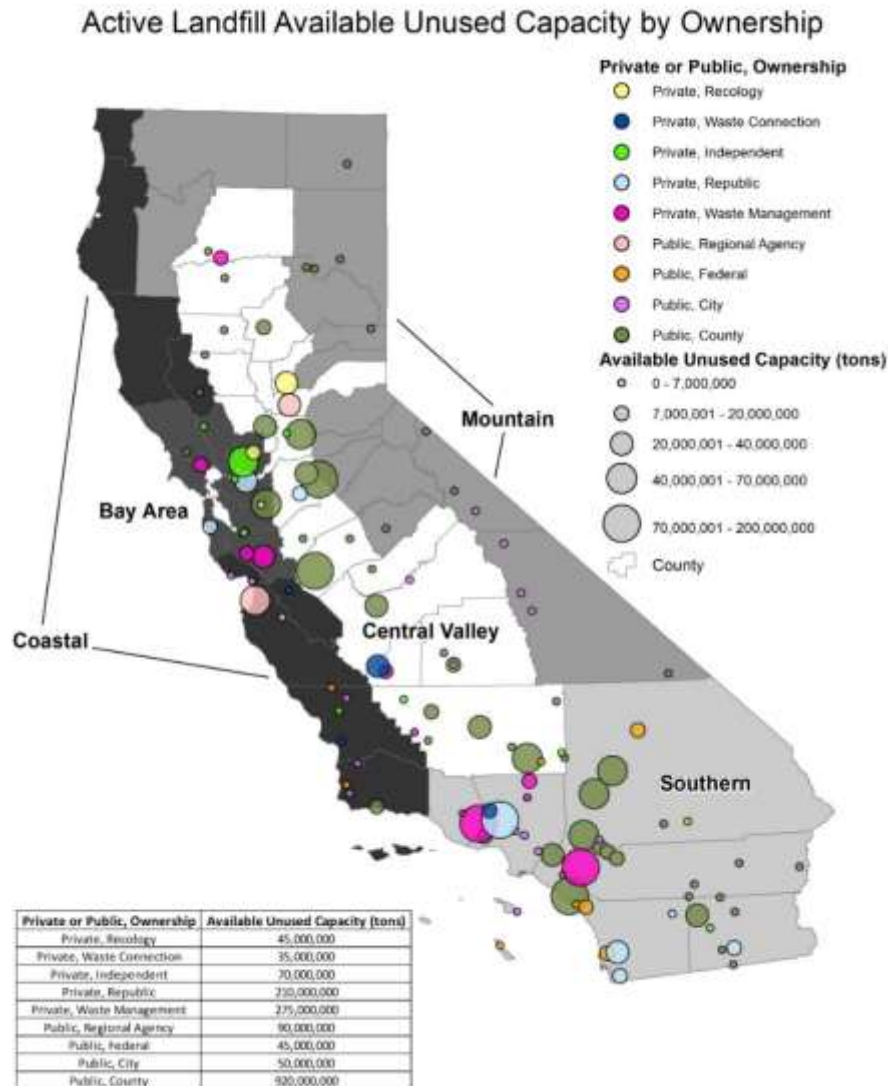 Active Landfill Available Unused Capacity by Ownership
Private or Public, Ownership
Private, Recology
Private, Waste Connection
Private, Independent
Private, Republic
Private, Waste Management
Public, Regional Agency
Public, Federal
Public, City
Public, County
Available Unused Capacity (tons)
0 - 7,000,000
7,000,001 - 20,000,000
20,000,001 - 40,000,000
40,000,001 - 70,000,000
70,000,001 - 200,000,000
County
Mountain
Bay Area
Coastal
Central Valley
Southern
Private or Public, Ownership Available Unused Capacity (tons)
Private, Recology 45,000,000
Private, Waste Connection 35,000,000
Private, Independent 70,000,000
Private, Republic 210,000,000
Private, Waste Management 275,000,000
Public, Regional Agency 90,000,000
Public, Federal 45,000,000
Public, City 50,000,000
Public, County 920,000,000